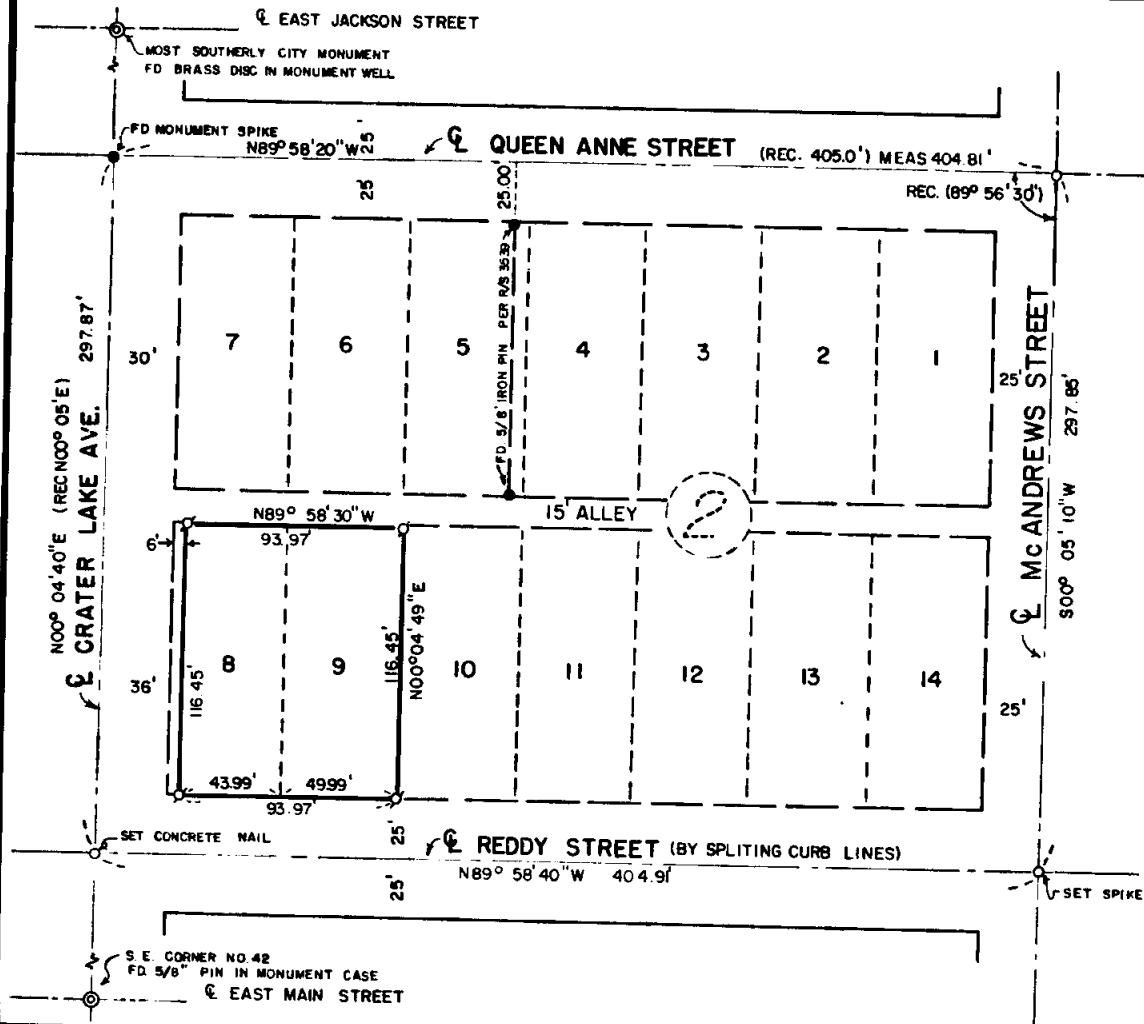 ℄ EAST JACKSON STREET
MOST SOUTHERLY CITY MONUMENT
FD BRASS DISC IN MONUMENT WELL
FD MONUMENT SPIKE
N89° 58' 20" W
25'
℄ QUEEN ANNE STREET (REC. 405.0') MEAS 404.81'
25
25.00
REC. (89° 56' 30")
N00° 04' 40" E (REC N00° 05' E)
℄ CRATER LAKE AVE. 297.87'
30'
7
6
5
FD. 5/8" IRON PIN PER R/S 3639
4
3
2
1
25'
℄ McANDREWS STREET
S00° 05' 10" W 297.85'
15' ALLEY
2
N89° 58' 30" W
93.97'
6'
36'
116.45'
8
9
116.45'
N00° 04' 49" E
10
11
12
13
14
25'
43.99' 49.99'
93.97'
25'
SET CONCRETE NAIL
℄ REDDY STREET (BY SPLITING CURB LINES)
N89° 58' 40" W 404.91'
25'
SET SPIKE
S.E. CORNER NO. 42
FD. 5/8" PIN IN MONUMENT CASE
℄ EAST MAIN STREET